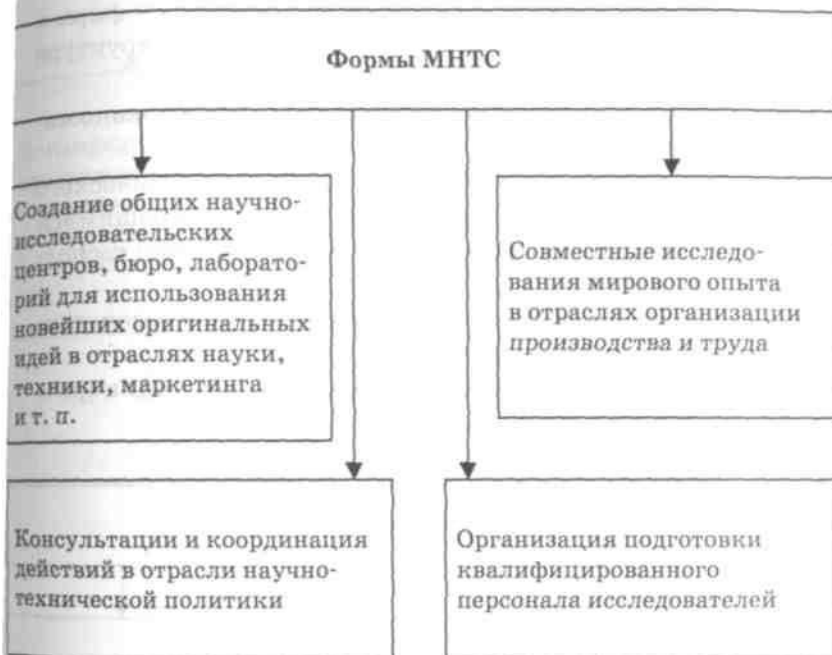 Формы МНТС
Создание общих научно-
исследовательских
центров, бюро, лаборато-
рий для использования
новейших оригинальных
идей в отраслях науки,
техники, маркетинга
и т. п.
Совместные исследо-
вания мирового опыта
в отраслях организации
производства и труда
Консультации и координация
действий в отрасли научно-
технической политики
Организация подготовки
квалифицированного
персонала исследователей